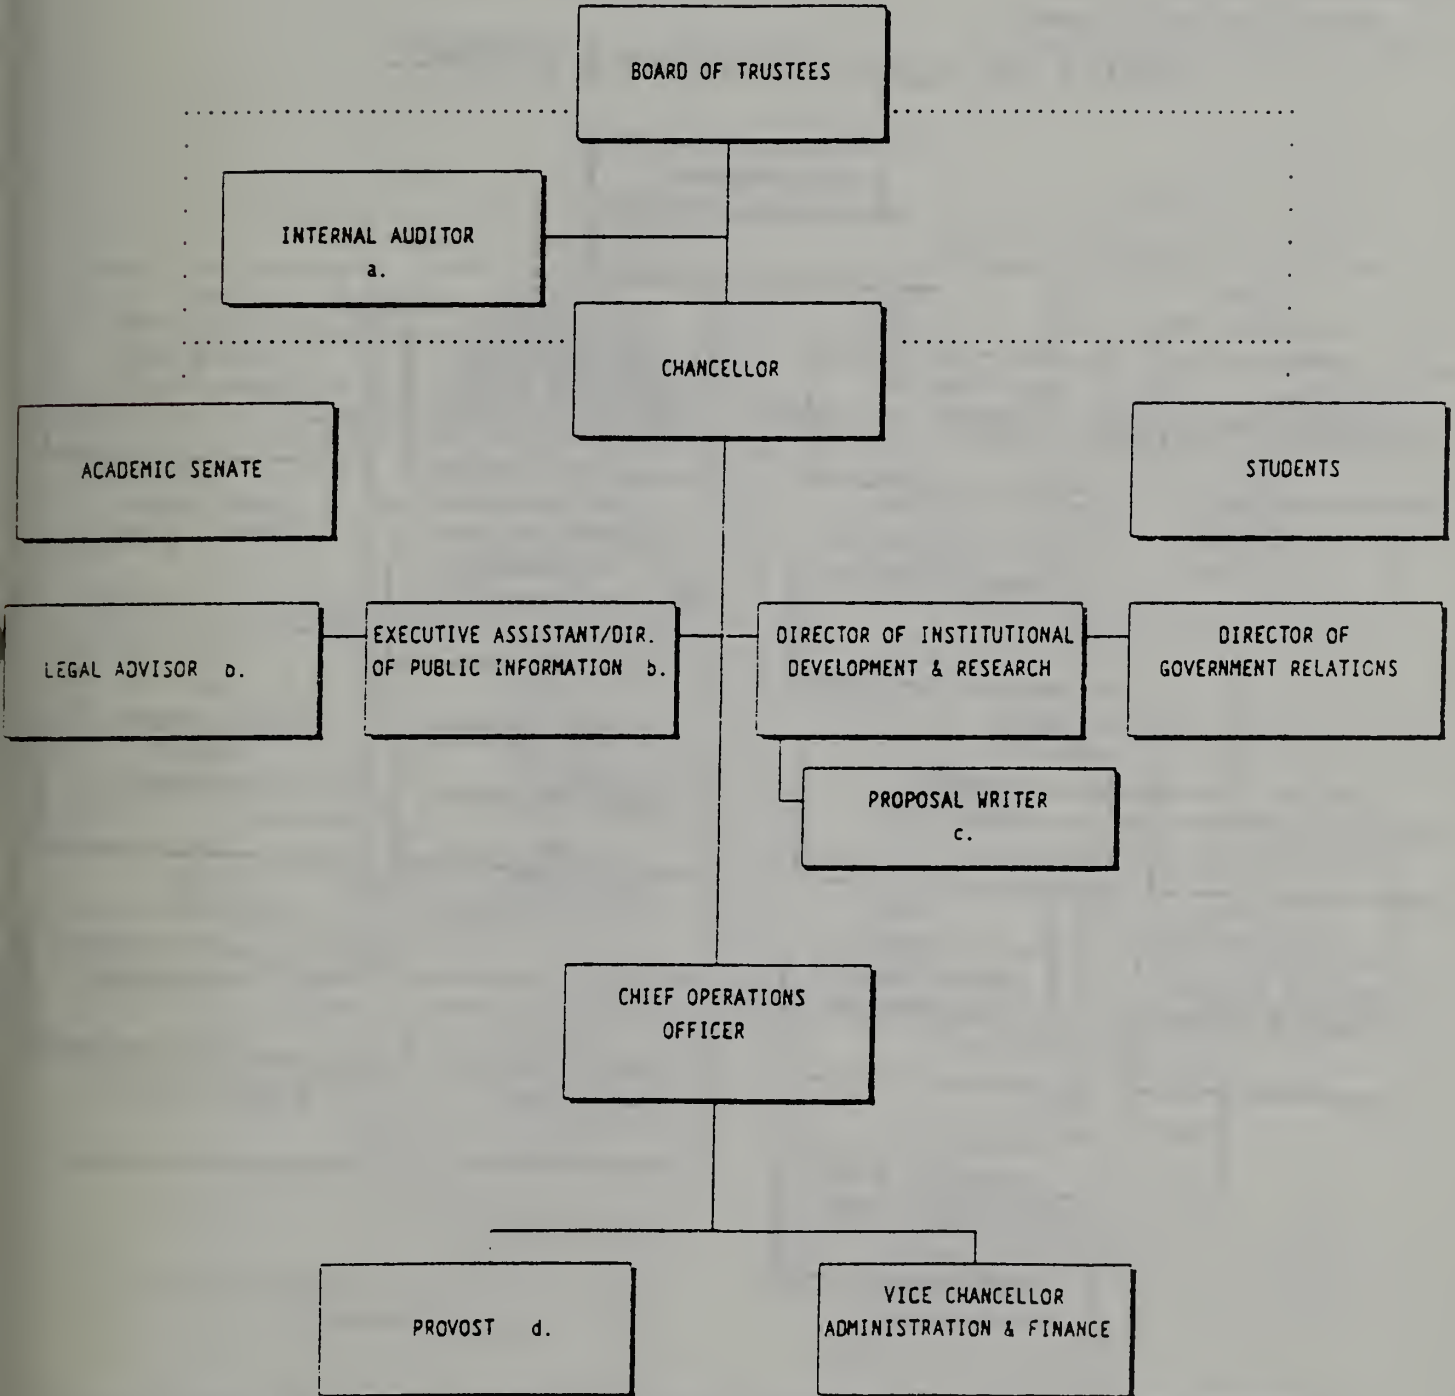 BOARD OF TRUSTEES
INTERNAL AUDITOR
a.
CHANCELLOR
ACADEMIC SENATE
STUDENTS
LEGAL ADVISOR b.
EXECUTIVE ASSISTANT/DIR.
OF PUBLIC INFORMATION b.
DIRECTOR OF INSTITUTIONAL
DEVELOPMENT & RESEARCH
DIRECTOR OF
GOVERNMENT RELATIONS
PROPOSAL WRITER
c.
CHIEF OPERATIONS
OFFICER
PROVOST d.
VICE CHANCELLOR
ADMINISTRATION & FINANCE